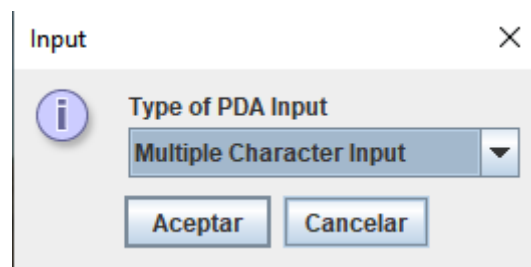 Input
Type of PDA Input
Multiple Character Input
Aceptar Cancelar